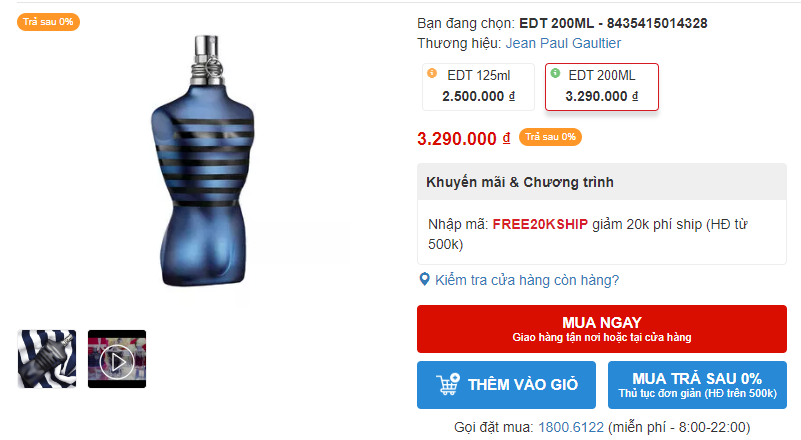 Trả sau 0%
Bạn đang chọn: EDT 200ML - 8435415014328
Thương hiệu: Jean Paul Gaultier
EDT 125ml
2.500.000 ₫
EDT 200ML
3.290.000 ₫
3.290.000 ₫ Trả sau 0%
Khuyến mãi & Chương trình
Nhập mã: FREE20KSHIP giảm 20k phí ship (HĐ từ
500k)
Kiểm tra cửa hàng còn hàng?
MUA NGAY
Giao hàng tận nơi hoặc tại cửa hàng
THÊM VÀO GIỎ
MUA TRẢ SAU 0%
Thủ tục đơn giản (HĐ trên 500k)
Gọi đặt mua: 1800.6122 (miễn phí - 8:00-22:00)